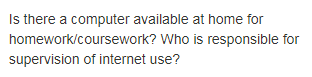 Is there a computer available at home for
homework/coursework? Who is responsible for
supervision of internet use?